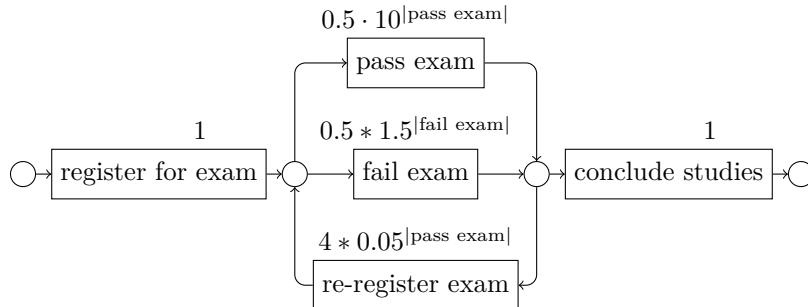 0.5 · 10^|pass exam|
pass exam
1
0.5 * 1.5^|fail exam|
1
register for exam
fail exam
conclude studies
4 * 0.05^|pass exam|
re-register exam